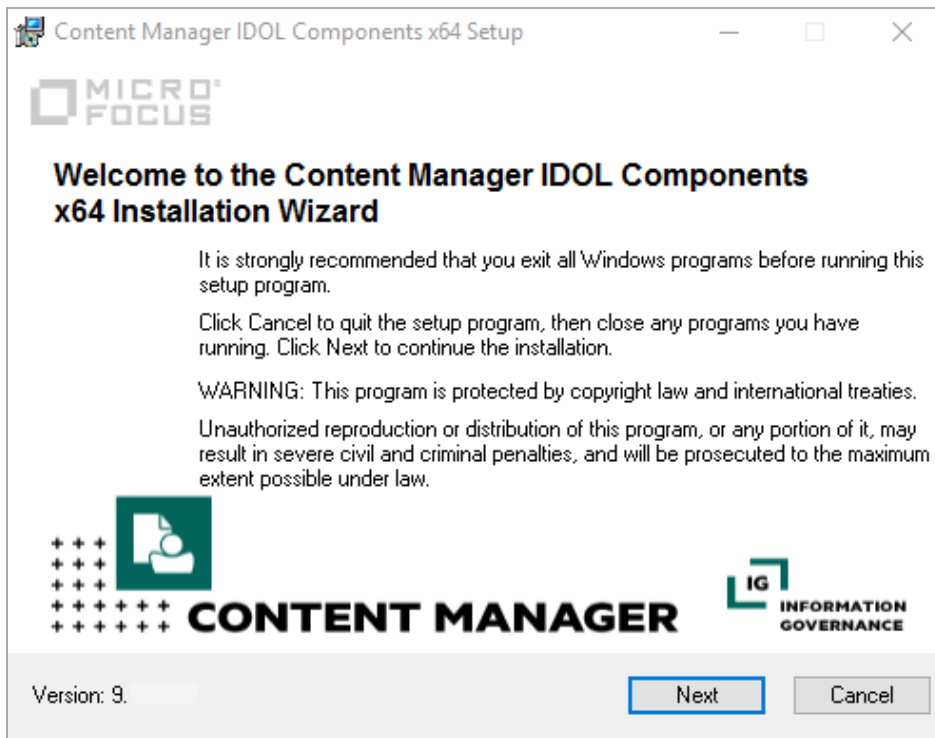 Content Manager IDOL Components x64 Setup
MICRO
FOCUS
Welcome to the Content Manager IDOL Components
x64 Installation Wizard
It is strongly recommended that you exit all Windows programs before running this
setup program.
Click Cancel to quit the setup program, then close any programs you have
running. Click Next to continue the installation.
WARNING: This program is protected by copyright law and international treaties.
Unauthorized reproduction or distribution of this program, or any portion of it, may
result in severe civil and criminal penalties, and will be prosecuted to the maximum
extent possible under law.
CONTENT MANAGER
IG
INFORMATION
GOVERNANCE
Version: 9.
Next
Cancel